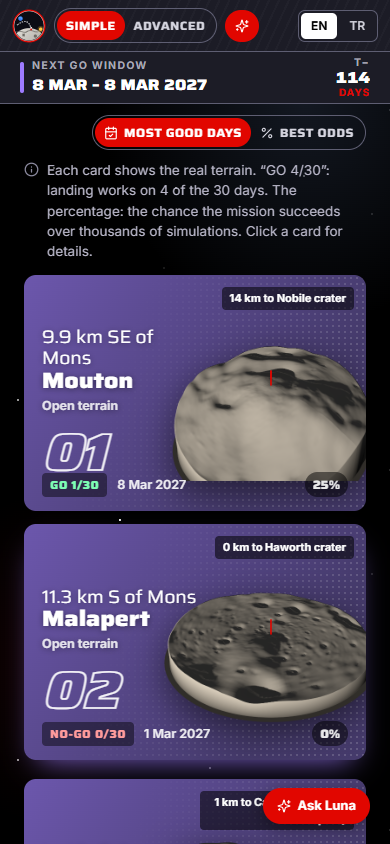 SIMPLE ADVANCED EN TR
NEXT GO WINDOW
8 MAR – 8 MAR 2027
T–
114
DAYS
MOST GOOD DAYS BEST ODDS
Each card shows the real terrain. “GO 4/30”:
landing works on 4 of the 30 days. The
percentage: the chance the mission succeeds
over thousands of simulations. Click a card for
details.
14 km to Nobile crater
9.9 km SE of
Mons
Mouton
Open terrain
01
GO 1/30 8 Mar 2027 25%
0 km to Haworth crater
11.3 km S of Mons
Malapert
Open terrain
02
NO-GO 0/30 1 Mar 2027 0%
1 km to
Ask Luna